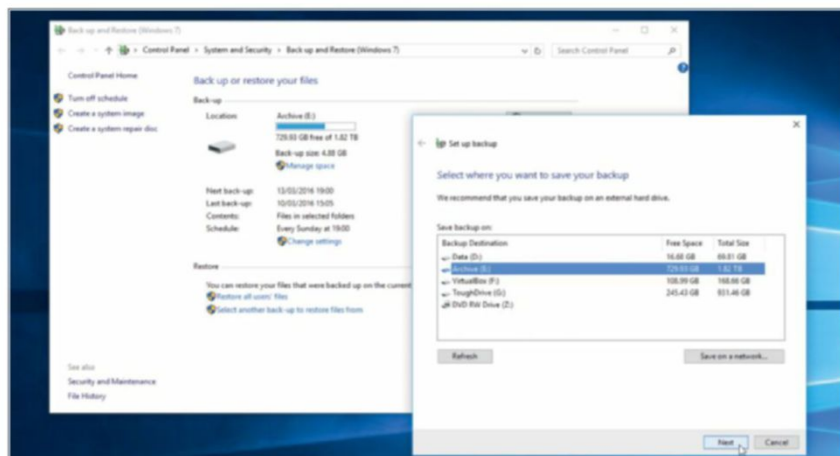 Back up and Restore (Windows 7)
Control Panel > System and Security > Back up and Restore (Windows 7)
Search Control Panel
Control Panel Home
Turn off schedule
Create a system image
Create a system repair disc
Back up or restore your files
Back-up
Location:
Archive (E:)
729.93 GB free of 1.82 TB
Back-up size: 4.88 GB
Manage space
Next back-up: 13/03/2016 19:00
Last back-up: 10/03/2016 15:05
Contents: Files in selected folders
Schedule: Every Sunday at 19:00
Change settings
Restore
You can restore your files that were backed up on the current
Restore all users' files
Select another back-up to restore files from
See also
Security and Maintenance
File History
Set up backup
Select where you want to save your backup
We recommend that you save your backup on an external hard drive.
Save backup on:
Backup Destination Free Space Total Size
Data (D:) 16.88 GB 69.01 GB
Archive (E:) 729.93 GB 1.82 TB
VirtualBox (F:) 108.99 GB 168.66 GB
ToughDrive (G:) 245.43 GB 931.46 GB
DVD RW Drive (Z:)
Refresh
Save on a network...
Next
Cancel